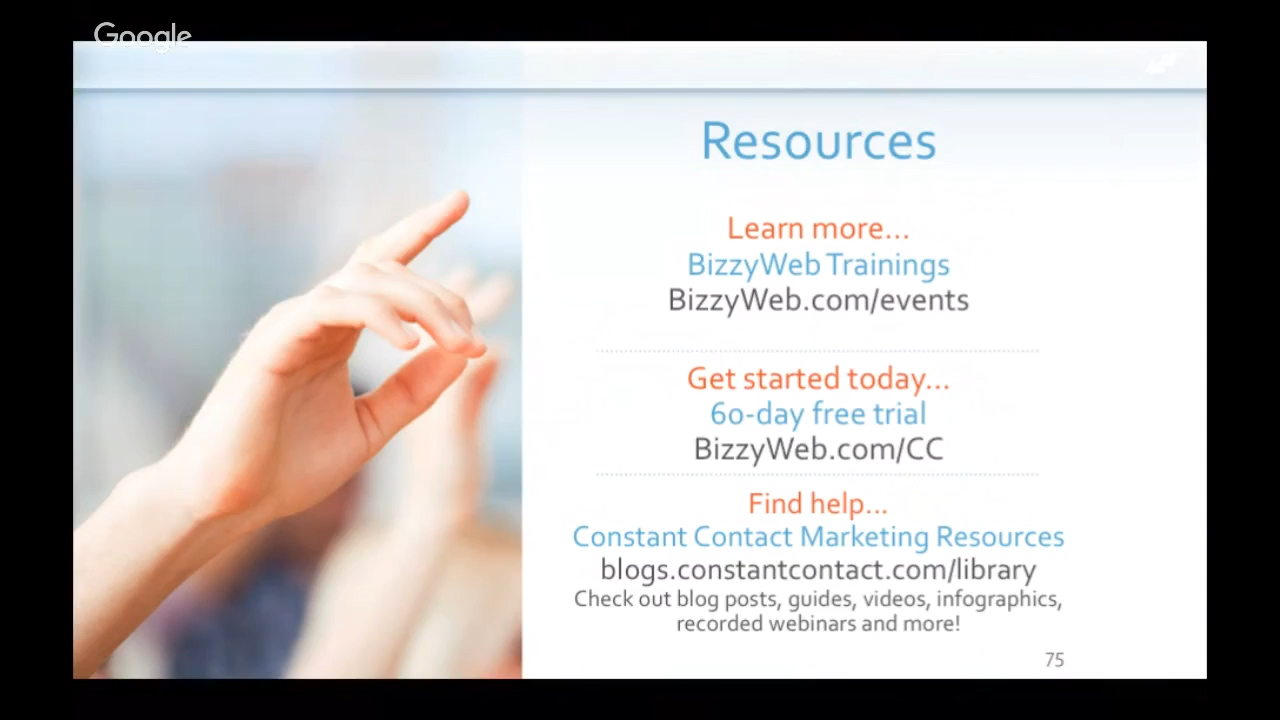 Google
Resources
Learn more...
BizzyWeb Trainings
BizzyWeb.com/events
Get started today...
60-day free trial
BizzyWeb.com/CC
Find help...
Constant Contact Marketing Resources
blogs.constantcontact.com/library
Check out blog posts, guides, videos, infographics,
recorded webinars and more!
75